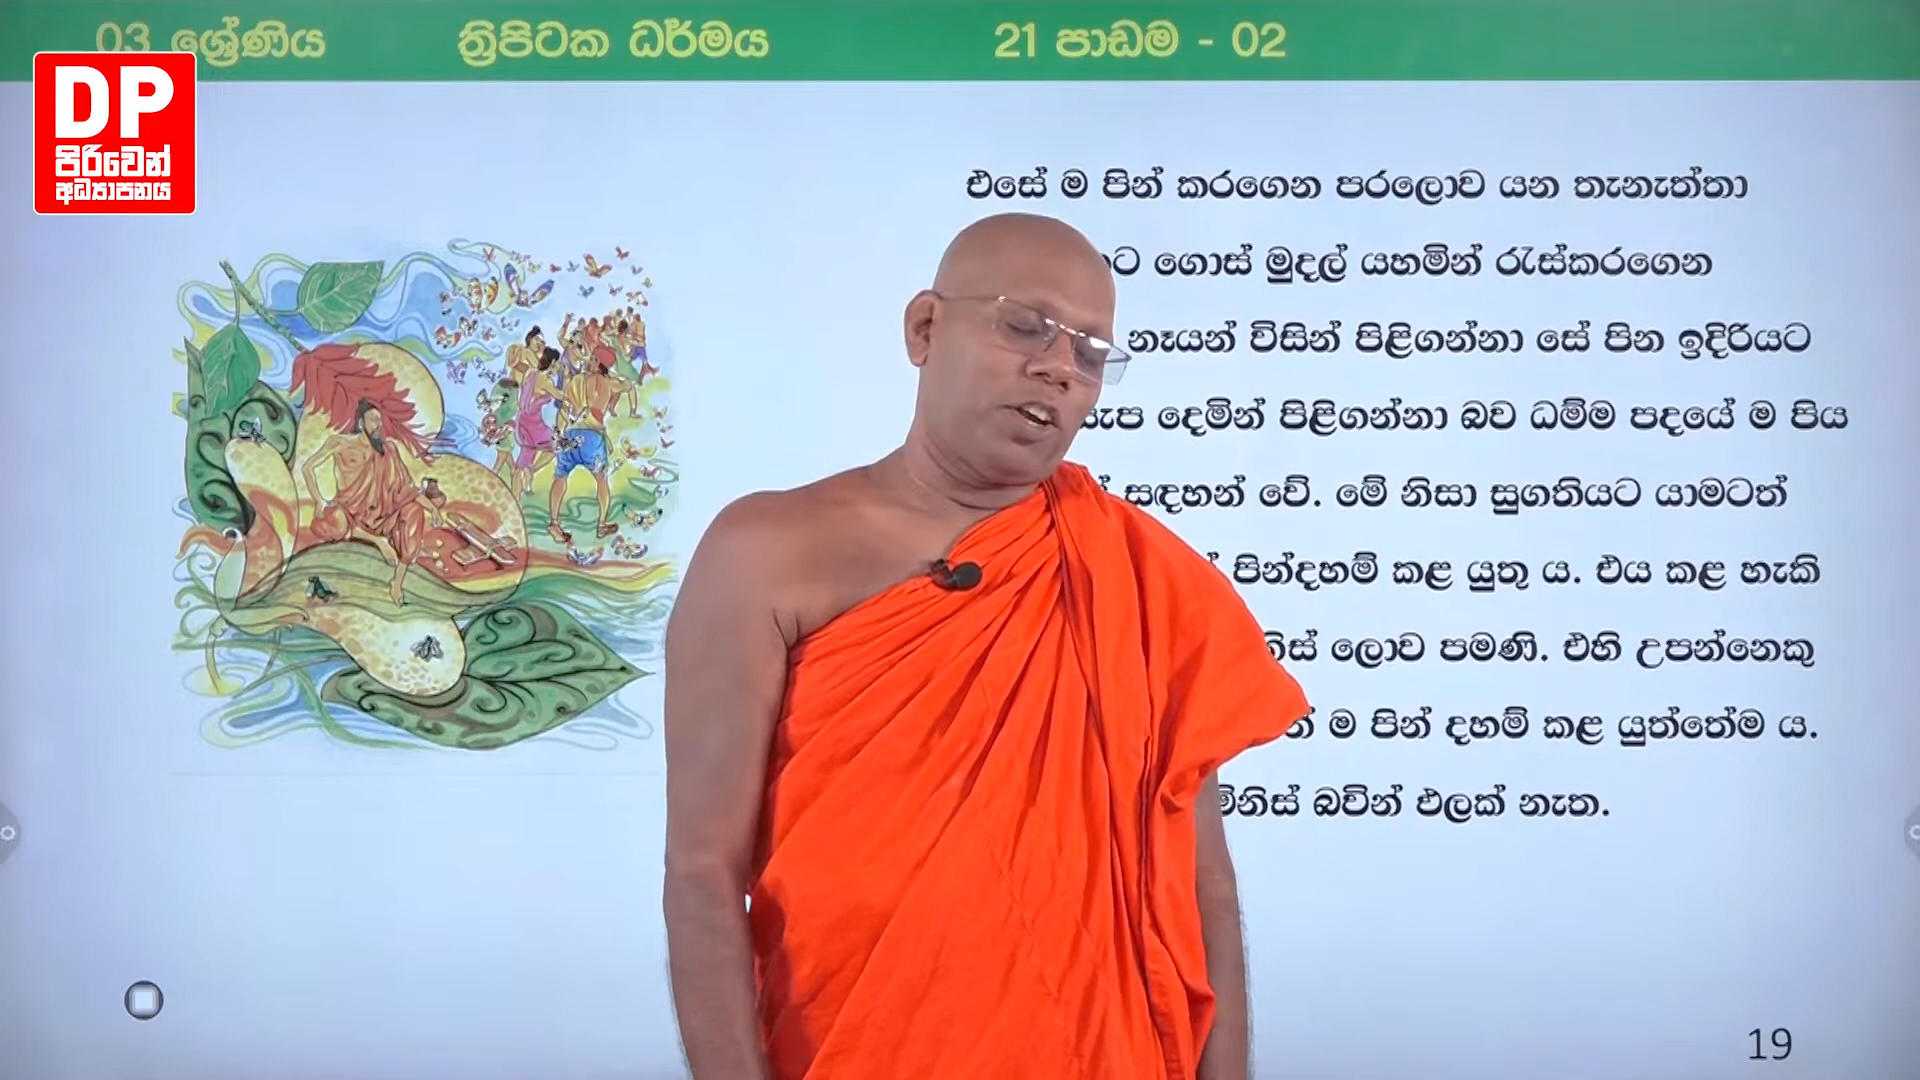 03 ශ්‍රේණිය ත්‍රිපිටක ධර්මය 21 පාඩම - 02
DP
පිරිවෙන්
අධ්‍යාපනය
එසේ ම පින් කරගෙන පරලොව යන තැනැත්තා
ගොස් මුදල් යහමින් රැස්කරගෙන
නෑයන් විසින් පිළිගන්නා සේ පින ඉදිරියට
දෙමින් පිළිගන්නා බව ධම්ම පදයේ ම පිය
සඳහන් වේ. මේ නිසා සුගතියට යාමටත්
පින්දහම් කළ යුතු ය. එය කළ හැකි
ලොව පමණි. එහි උපන්නෙකු
ම පින් දහම් කළ යුත්තේම ය.
මිනිස් බවින් ඵලක් නැත.
19